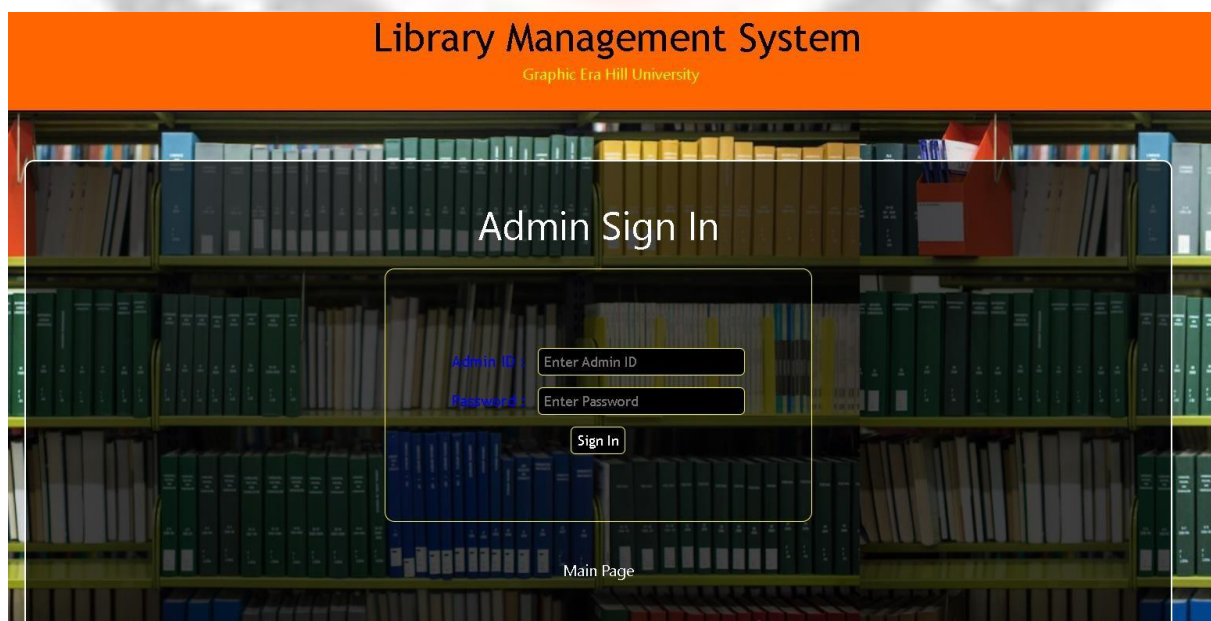 Library Management System
Graphic Era Hill University
Admin Sign In
Admin ID : Enter Admin ID
Password : Enter Password
Sign In
Main Page